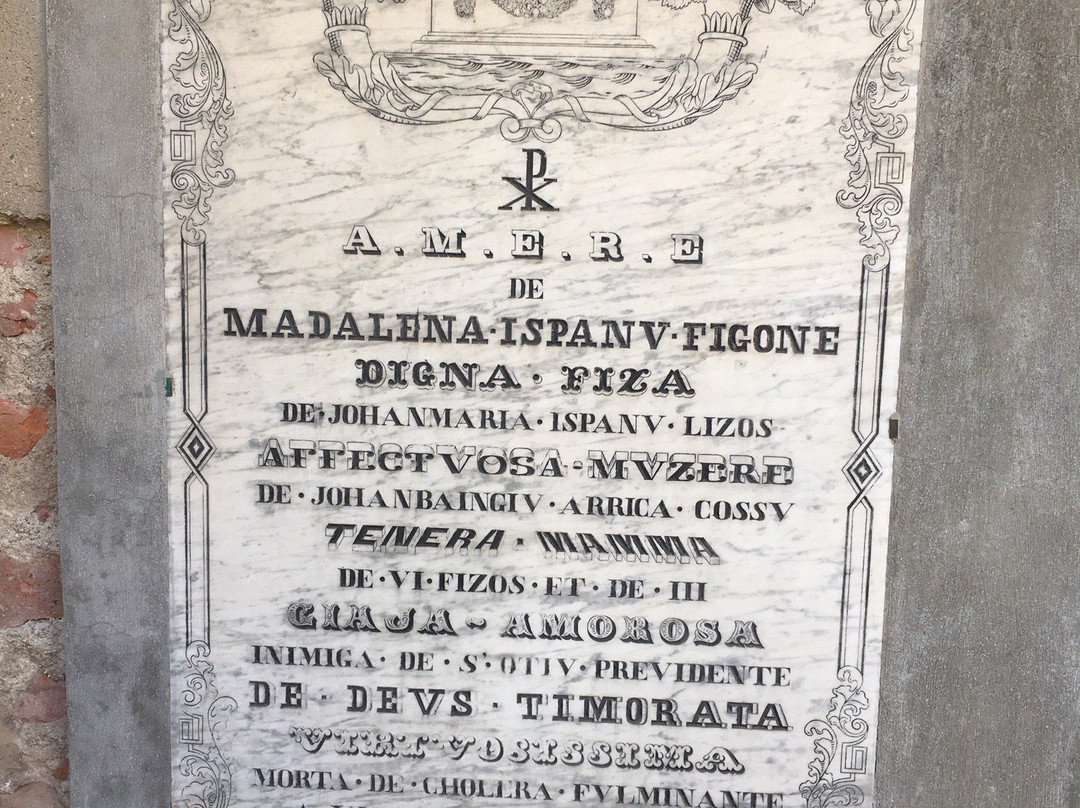 A.M.E.R.E
DE
MADALENA·ISPANV·FIGONE
DIGNA·FIZA
DE·JOHANMARIA·ISPANV·LIZOS
AFFECTVOSA·MVZERE
DE·JOHANBAINGIV·ARRICA·COSSV
TENERA·MAMMA
DE·VI·FIZOS·ET·DE·III
GIAJA~AMOROSA
INIMIGA·DE·S'OTIV·PREVIDENTE
DE·DEVS·TIMORATA
VIRTVOSISSIMA
MORTA·DE·CHOLERA·FVLMINANTE